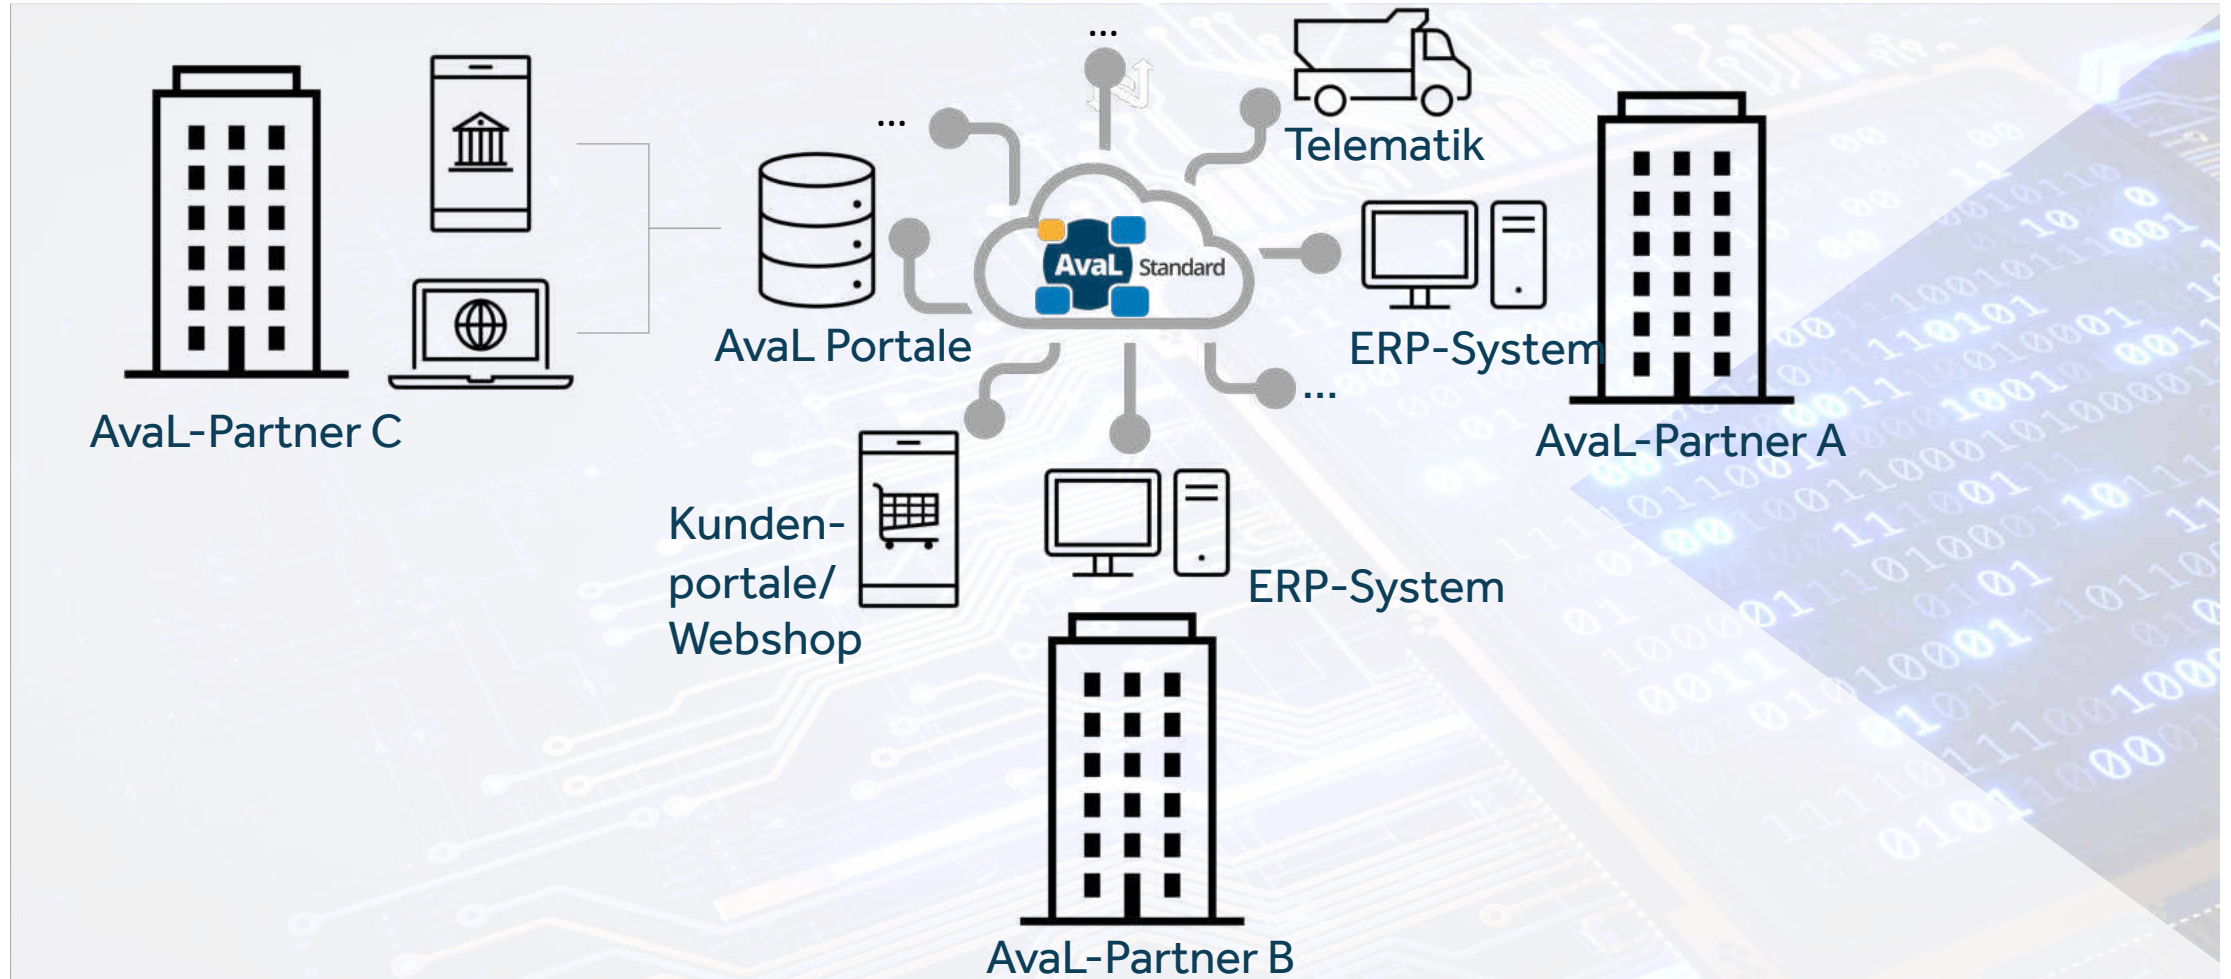 ...
...
Telematik
AvaL Standard
AvaL Portale
ERP-System
...
AvaL-Partner C
AvaL-Partner A
Kunden-
portale/
Webshop
ERP-System
AvaL-Partner B